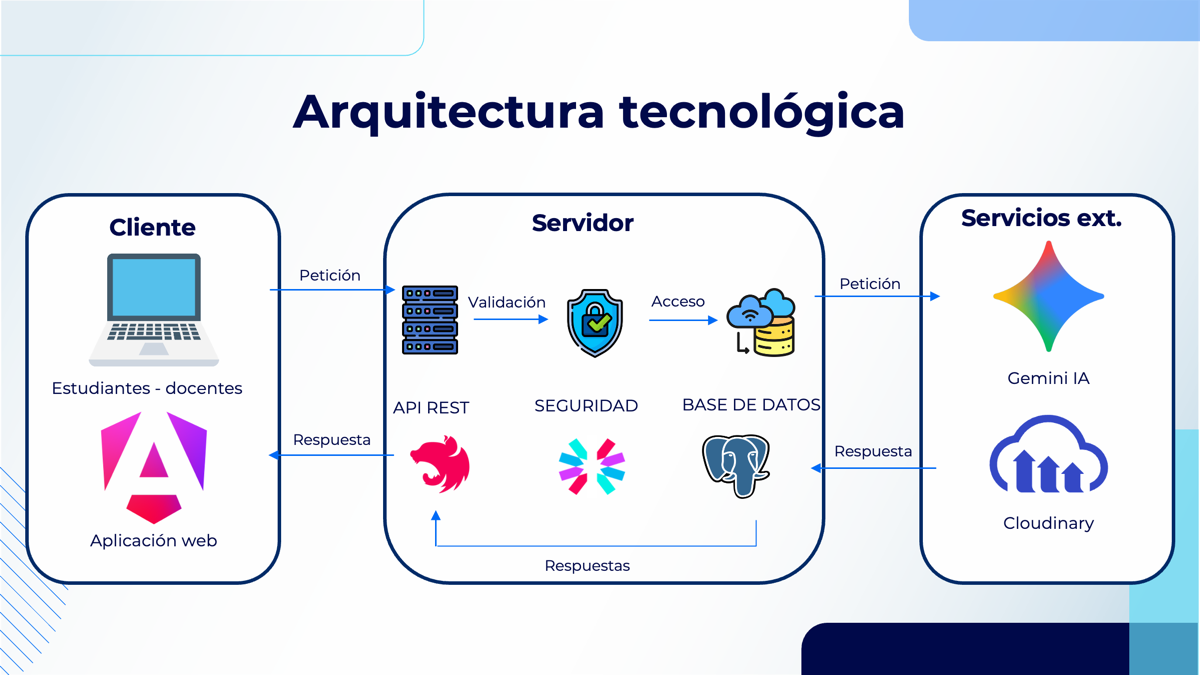 Arquitectura tecnológica
Cliente
Estudiantes - docentes
Aplicación web
Petición
Respuesta
Servidor
Validación
Acceso
API REST
SEGURIDAD
BASE DE DATOS
Respuestas
Petición
Respuesta
Servicios ext.
Gemini IA
Cloudinary